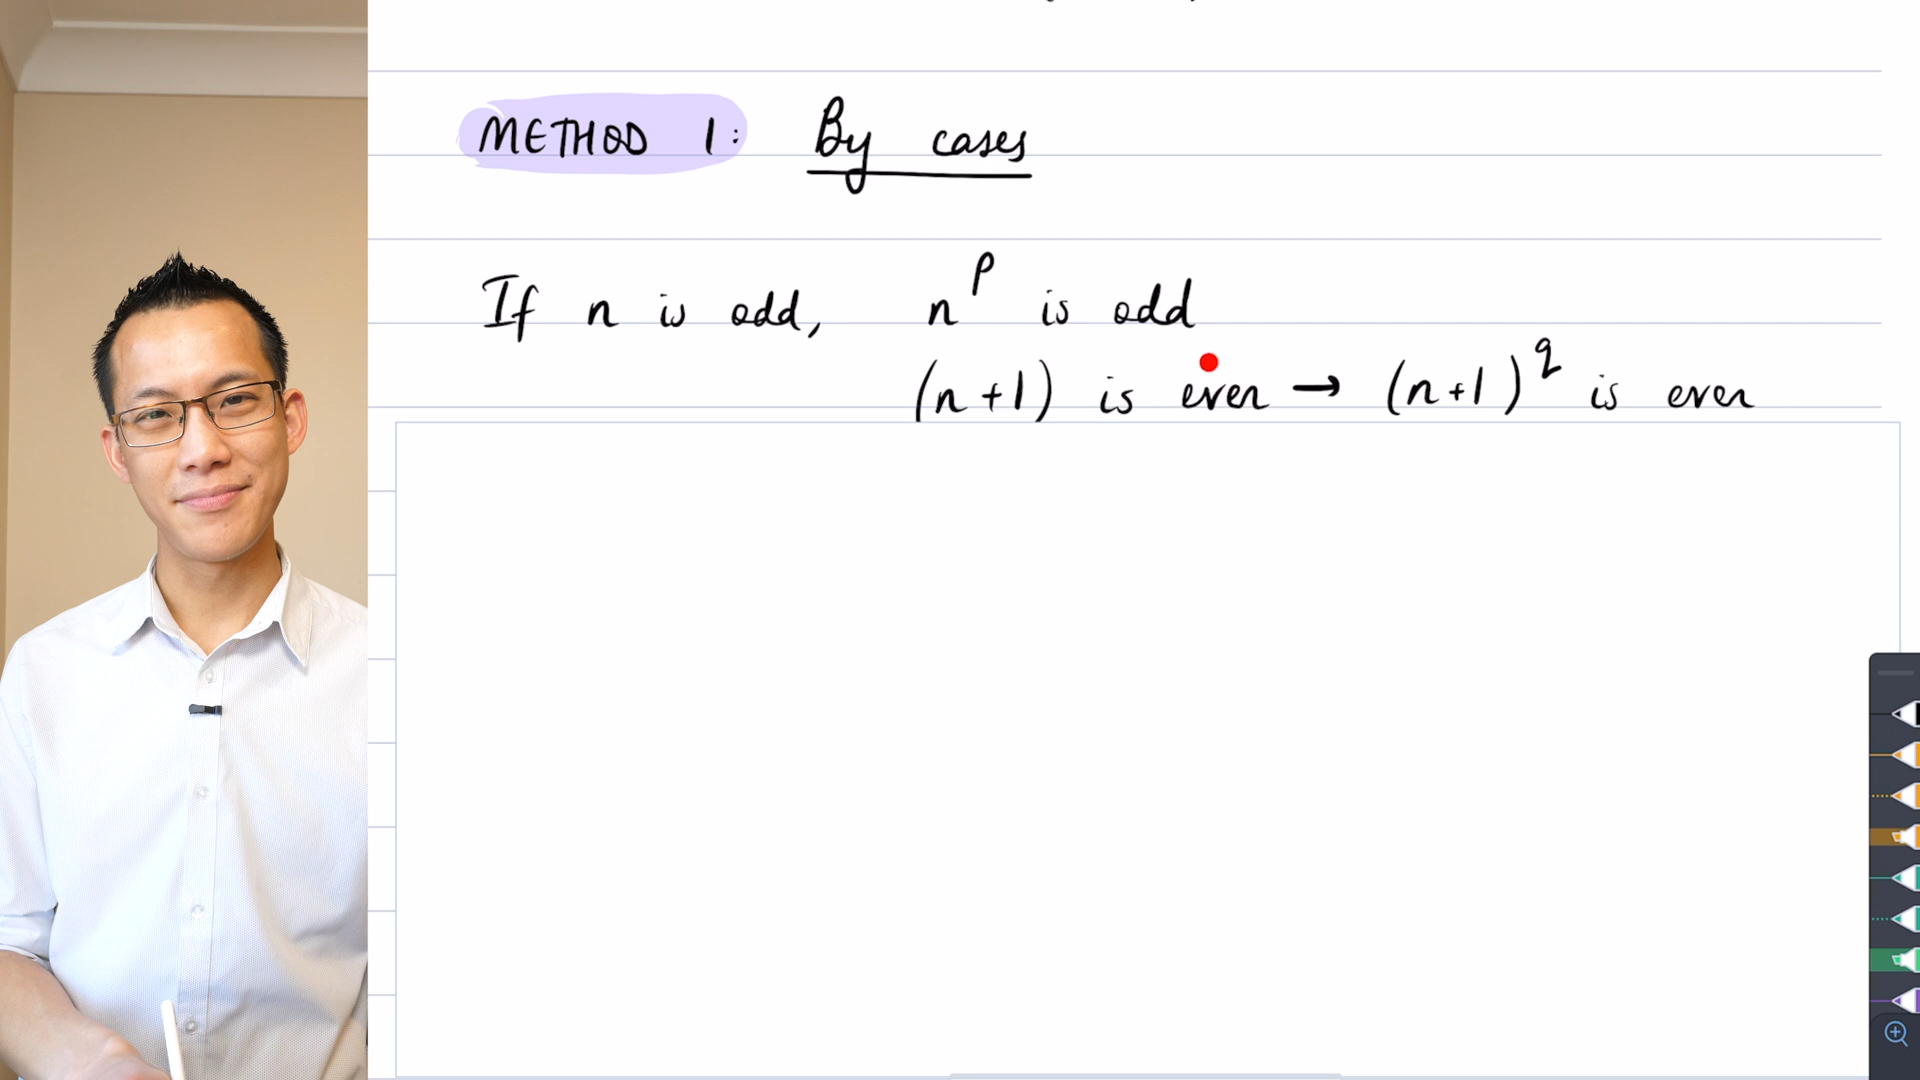 METHOD 1: By cases
If n is odd, n^p is odd
(n+1) is even → (n+1)^q is even